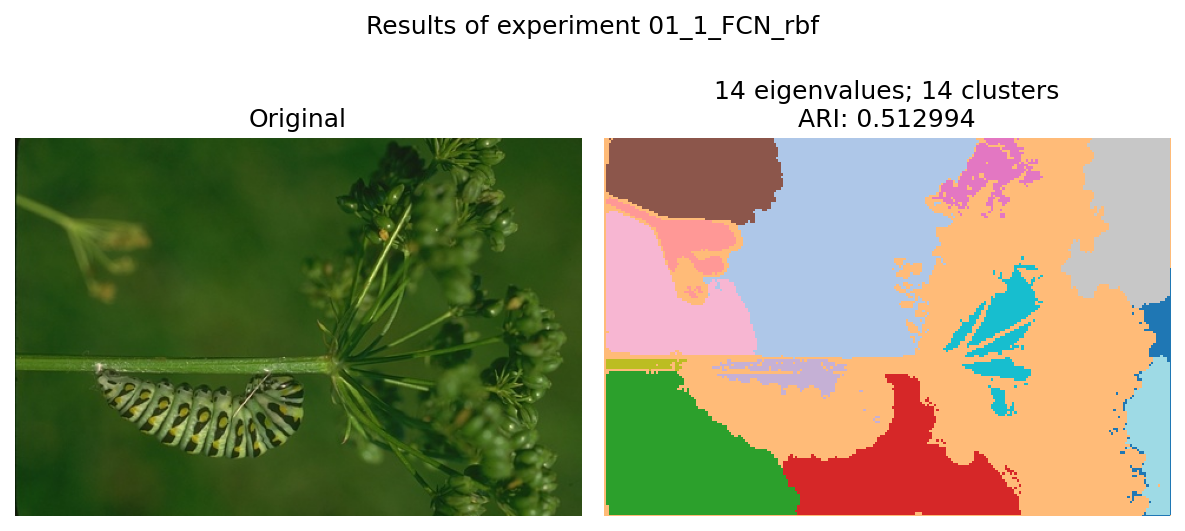 Results of experiment 01_1_FCN_rbf
Original
14 eigenvalues; 14 clusters
ARI: 0.512994